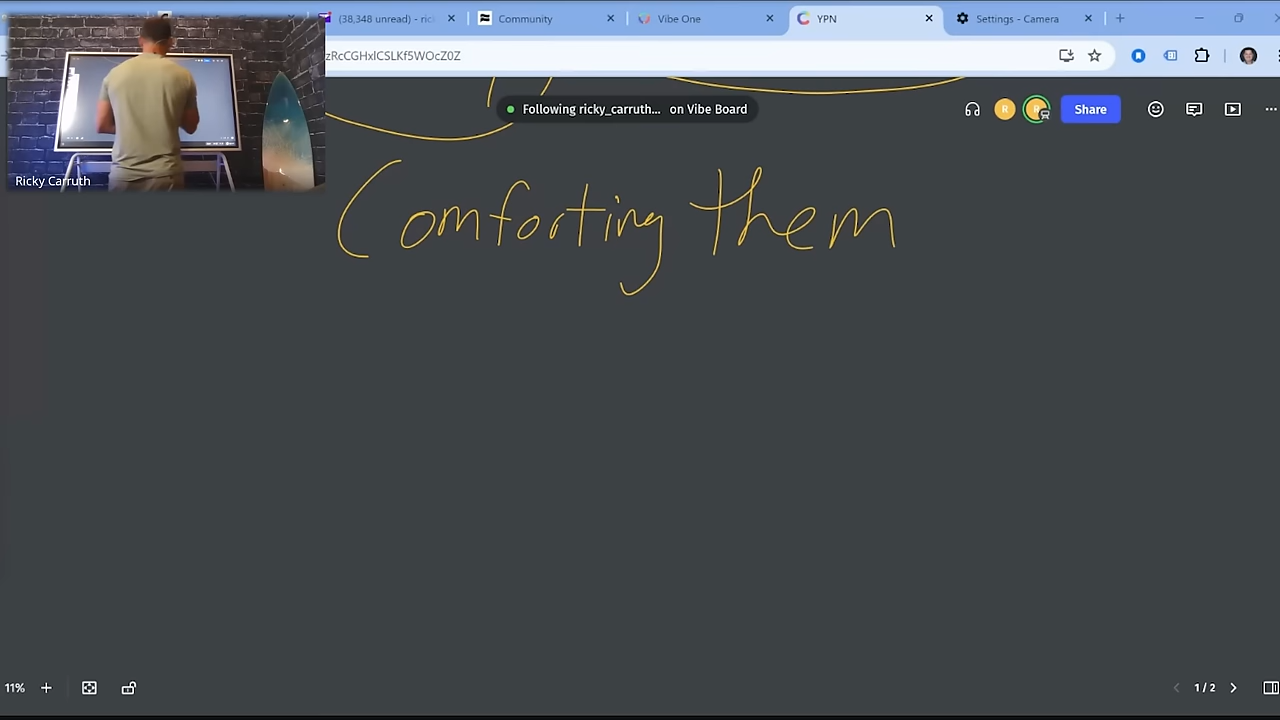 (38,348 unread) - ric
Community
Vibe One
YPN
Settings - Camera
zRcCGHxlCSLKf5WOcZ0Z
Following ricky_carruth... on Vibe Board
R
R
Share
Ricky Carruth
Comforting them
11%
1 / 2